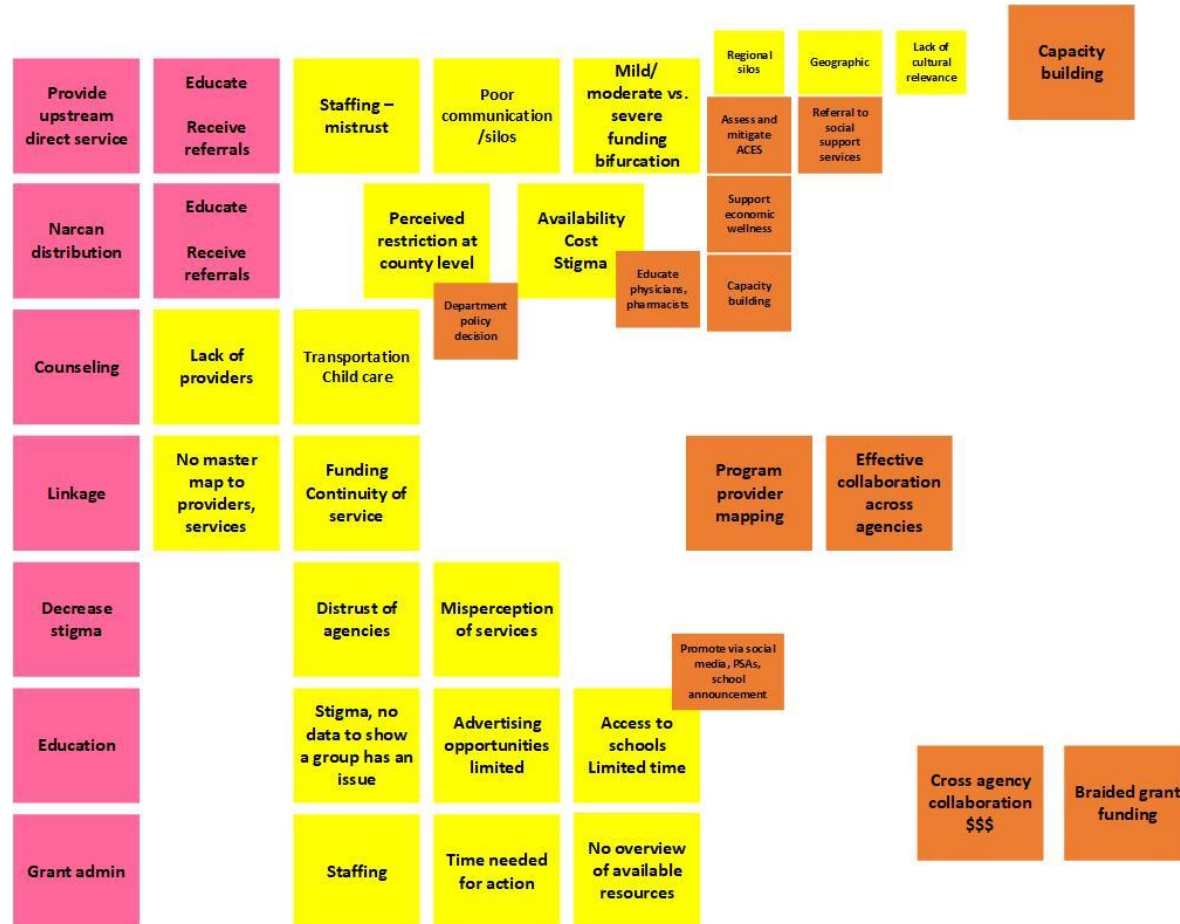 Provide
upstream
direct service
Educate
Receive
referrals
Staffing –
mistrust
Poor
communication
/silos
Mild/
moderate vs.
severe
funding
bifurcation
Regional
silos
Geographic
Lack of
cultural
relevance
Capacity
building
Assess and
mitigate
ACES
Referral to
social
support
services
Narcan
distribution
Educate
Receive
referrals
Perceived
restriction at
county level
Availability
Cost
Stigma
Support
economic
wellness
Department
policy
decision
Educate
physicians,
pharmacists
Capacity
building
Counseling
Lack of
providers
Transportation
Child care
Linkage
No master
map to
providers,
services
Funding
Continuity of
service
Program
provider
mapping
Effective
collaboration
across
agencies
Decrease
stigma
Distrust of
agencies
Misperception
of services
Promote via social
media, PSAs,
school
announcement
Education
Stigma, no
data to show
a group has an
issue
Advertising
opportunities
limited
Access to
schools
Limited time
Cross agency
collaboration
$$$
Braided grant
funding
Grant admin
Staffing
Time needed
for action
No overview
of available
resources